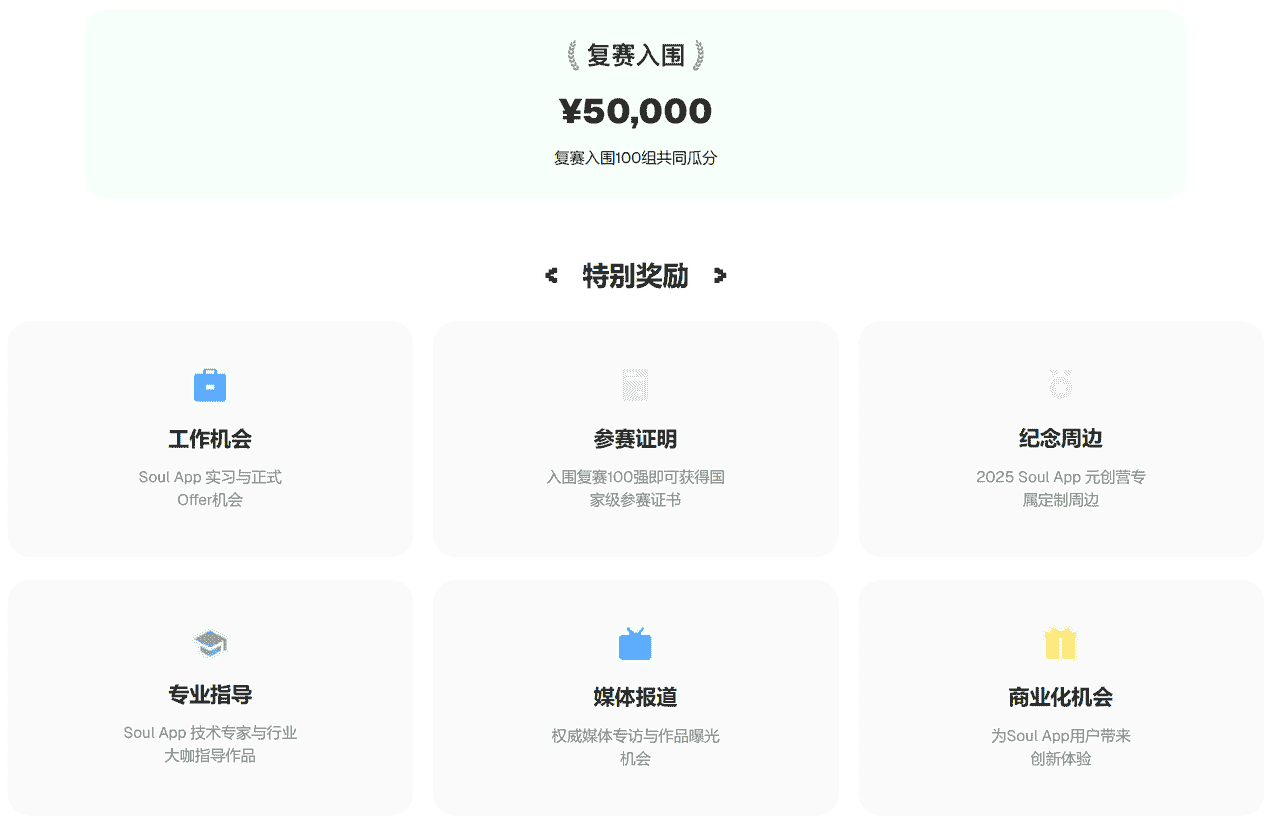 复赛入围
¥50,000
复赛入围100组共同瓜分
< 特别奖励 >
工作机会
Soul App 实习与正式
Offer机会
参赛证明
入围复赛100强即可获得国
家级参赛证书
纪念周边
2025 Soul App 元创营专
属定制周边
专业指导
Soul App 技术专家与行业
大咖指导作品
媒体报道
权威媒体专访与作品曝光
机会
商业化机会
为Soul App用户带来
创新体验